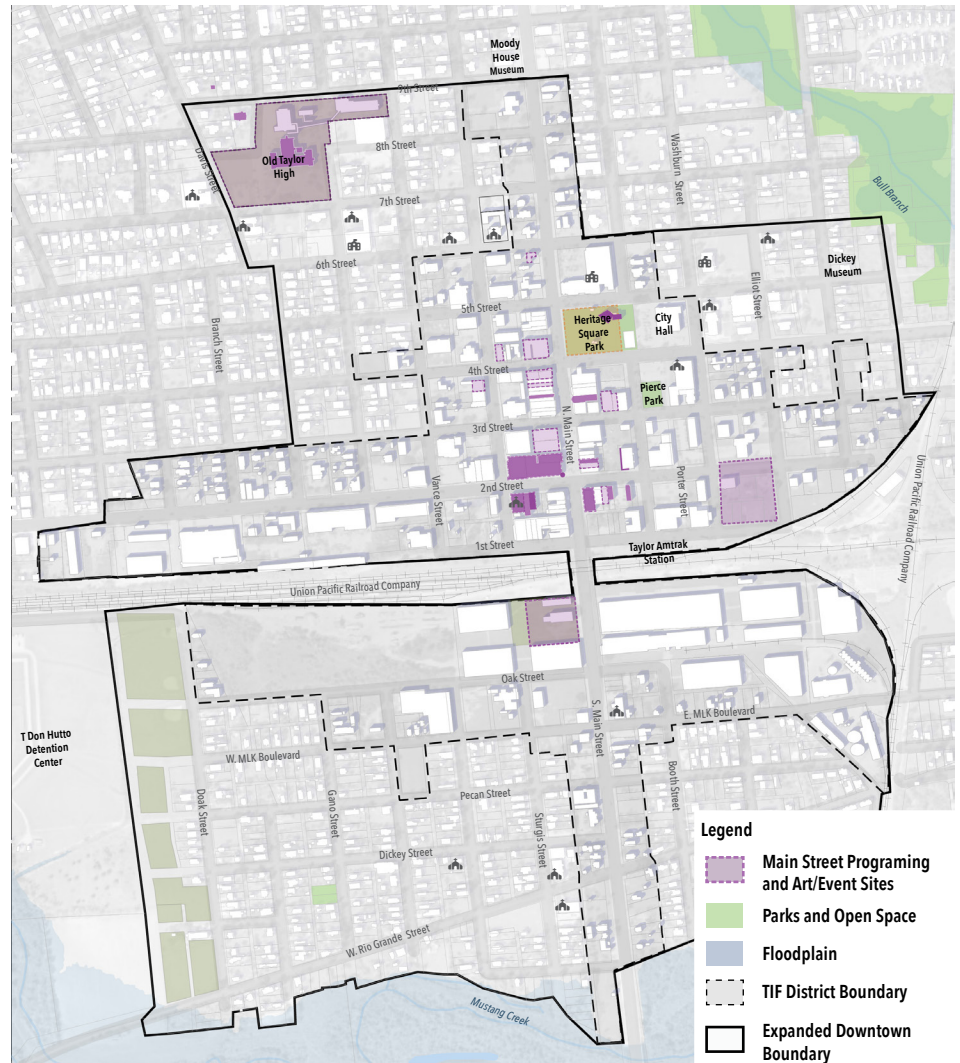 Moody
House
Museum
9th Street
8th Street
Old Taylor
High
Davis Street
7th Street
6th Street
Washburn Street
Bull Branch
Dickey
Museum
Elliot Street
5th Street
Heritage
Square
Park
City
Hall
Branch Street
4th Street
Pierce
Park
3rd Street
N. Main Street
Vance Street
2nd Street
Porter Street
1st Street
Taylor Amtrak
Station
Union Pacific Railroad Company
Union Pacific Railroad Company
Oak Street
S. Main Street
E. MLK Boulevard
T Don Hutto
Detention
Center
W. MLK Boulevard
Doak Street
Gano Street
Pecan Street
Sturgis Street
Booth Street
Dickey Street
W. Rio Grande Street
Mustang Creek
Legend
Main Street Programing
and Art/Event Sites
Parks and Open Space
Floodplain
TIF District Boundary
Expanded Downtown
Boundary